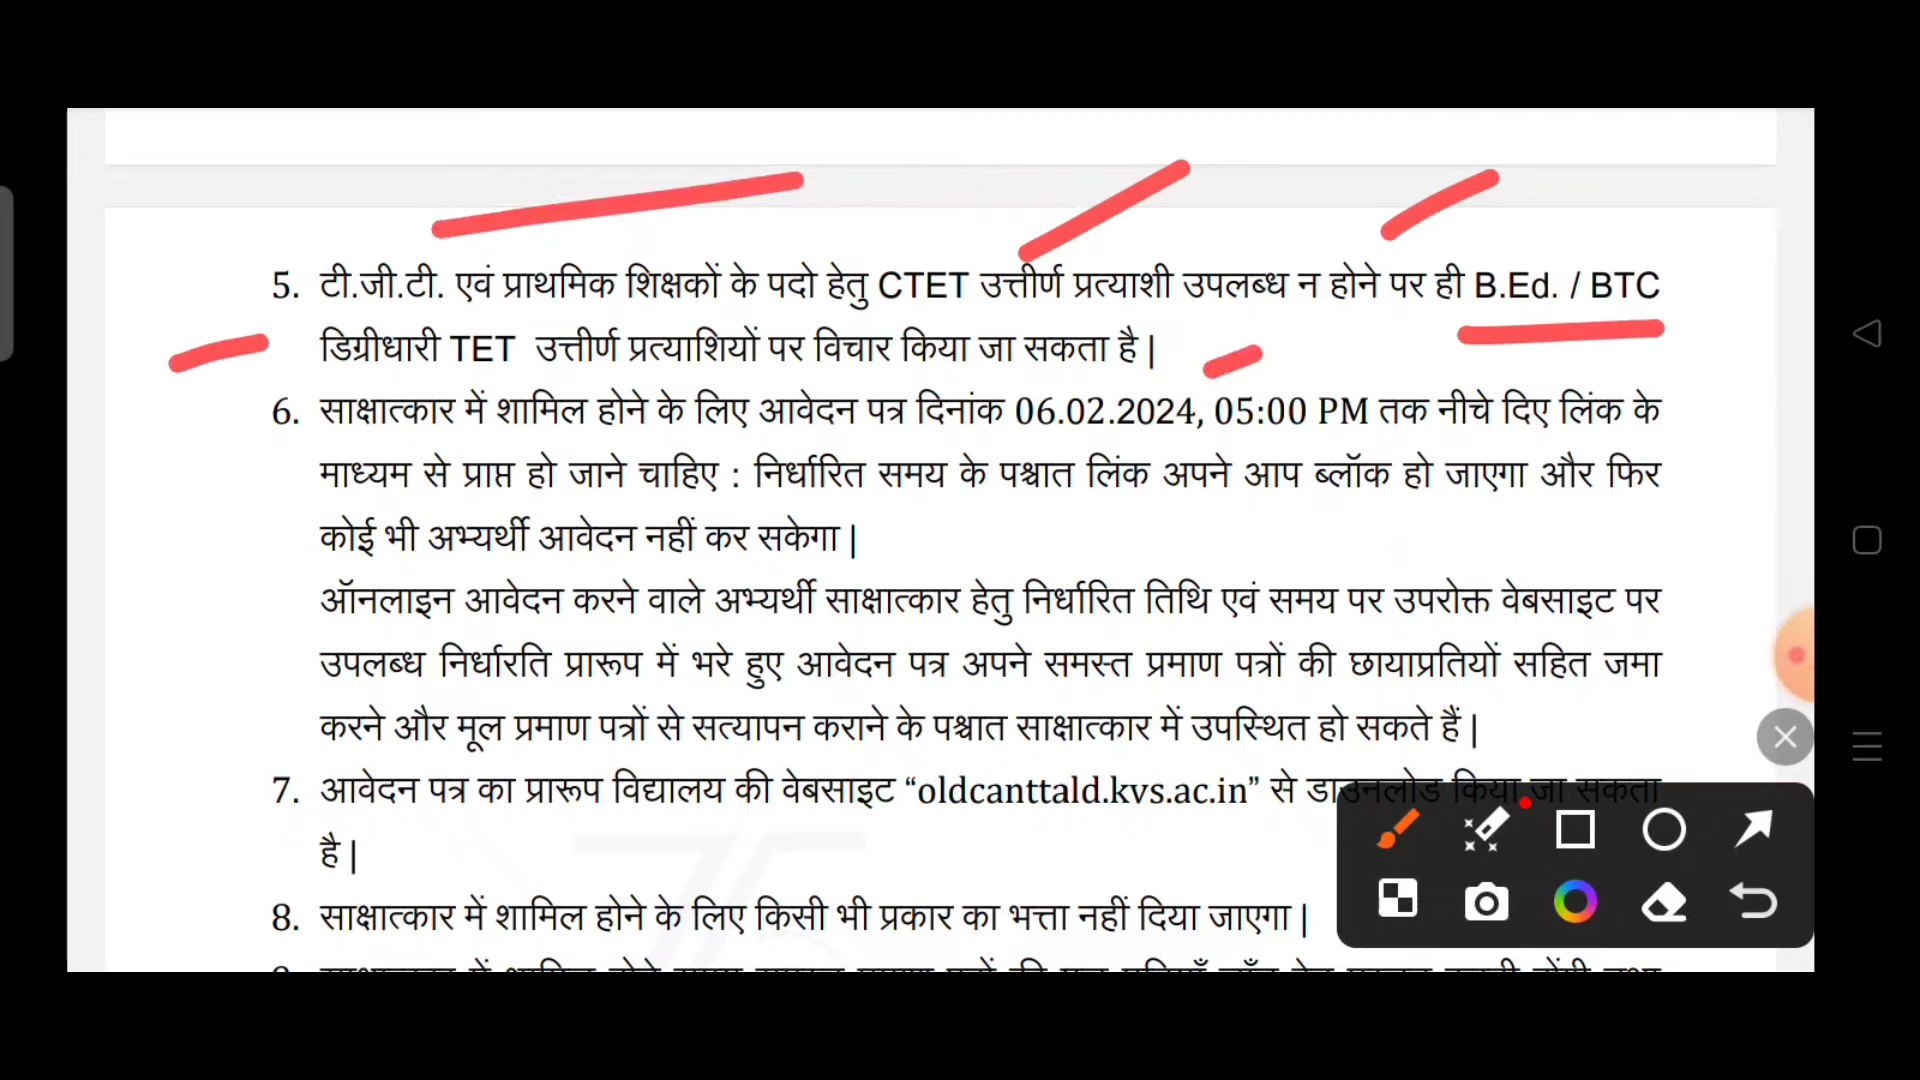 5. टी.जी.टी. एवं प्राथमिक शिक्षकों के पदो हेतु CTET उत्तीर्ण प्रत्याशी उपलब्ध न होने पर ही B.Ed. / BTC
डिग्रीधारी TET उत्तीर्ण प्रत्याशियों पर विचार किया जा सकता है |
6. साक्षात्कार में शामिल होने के लिए आवेदन पत्र दिनांक 06.02.2024, 05:00 PM तक नीचे दिए लिंक के
माध्यम से प्राप्त हो जाने चाहिए : निर्धारित समय के पश्चात लिंक अपने आप ब्लॉक हो जाएगा और फिर
कोई भी अभ्यर्थी आवेदन नहीं कर सकेगा |
ऑनलाइन आवेदन करने वाले अभ्यर्थी साक्षात्कार हेतु निर्धारित तिथि एवं समय पर उपरोक्त वेबसाइट पर
उपलब्ध निर्धारति प्रारूप में भरे हुए आवेदन पत्र अपने समस्त प्रमाण पत्रों की छायाप्रतियों सहित जमा
करने और मूल प्रमाण पत्रों से सत्यापन कराने के पश्चात साक्षात्कार में उपस्थित हो सकते हैं |
7. आवेदन पत्र का प्रारूप विद्यालय की वेबसाइट “oldcanttald.kvs.ac.in” से डाउनलोड किया जा सकता
है |
8. साक्षात्कार में शामिल होने के लिए किसी भी प्रकार का भत्ता नहीं दिया जाएगा |